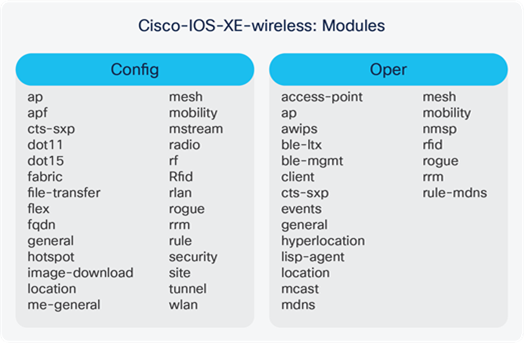 Cisco-IOS-XE-wireless: Modules
Config
ap
apf
cts-sxp
dot11
dot15
fabric
file-transfer
flex
fqdn
general
hotspot
image-download
location
me-general
mesh
mobility
mstream
radio
rf
Rfid
rlan
rogue
rrm
rule
security
site
tunnel
wlan
Oper
access-point
ap
awips
ble-ltx
ble-mgmt
client
cts-sxp
events
general
hyperlocation
lisp-agent
location
mcast
mdns
mesh
mobility
nmsp
rfid
rogue
rrm
rule-mdns